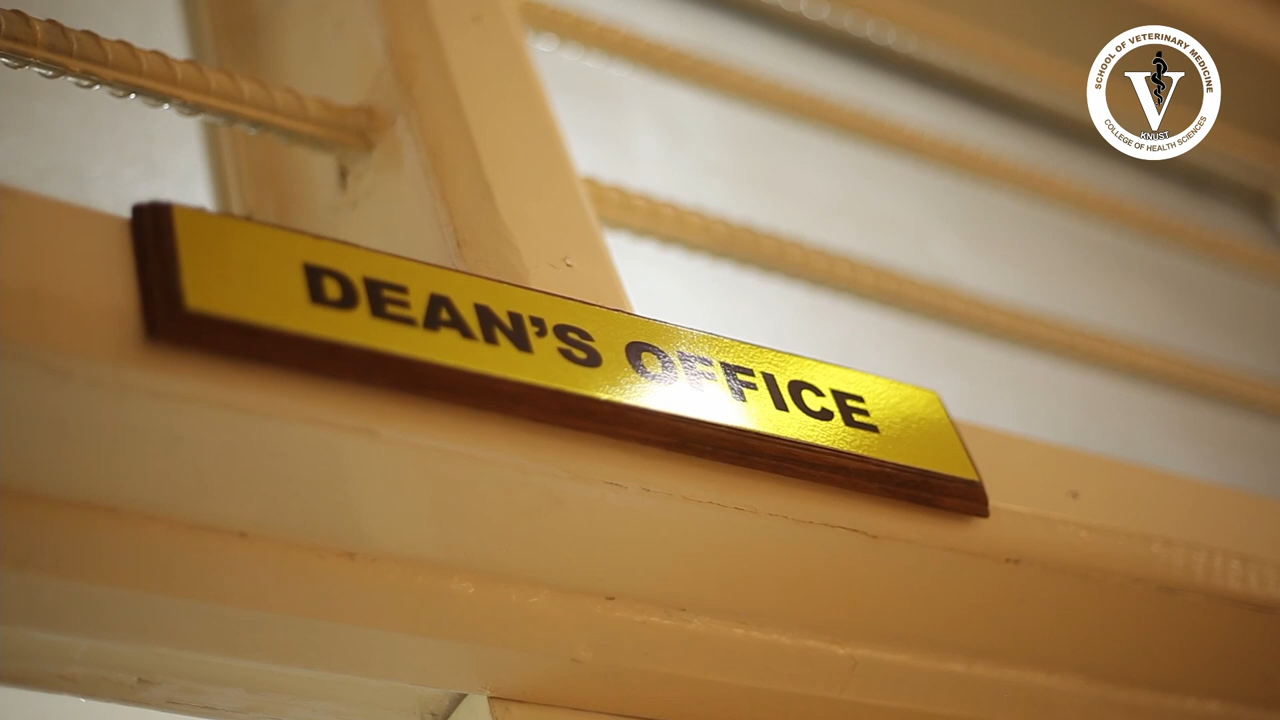 DEAN'S OFFICE
SCHOOL OF VETERINARY MEDICINE
V
KNUST
COLLEGE OF HEALTH SCIENCES